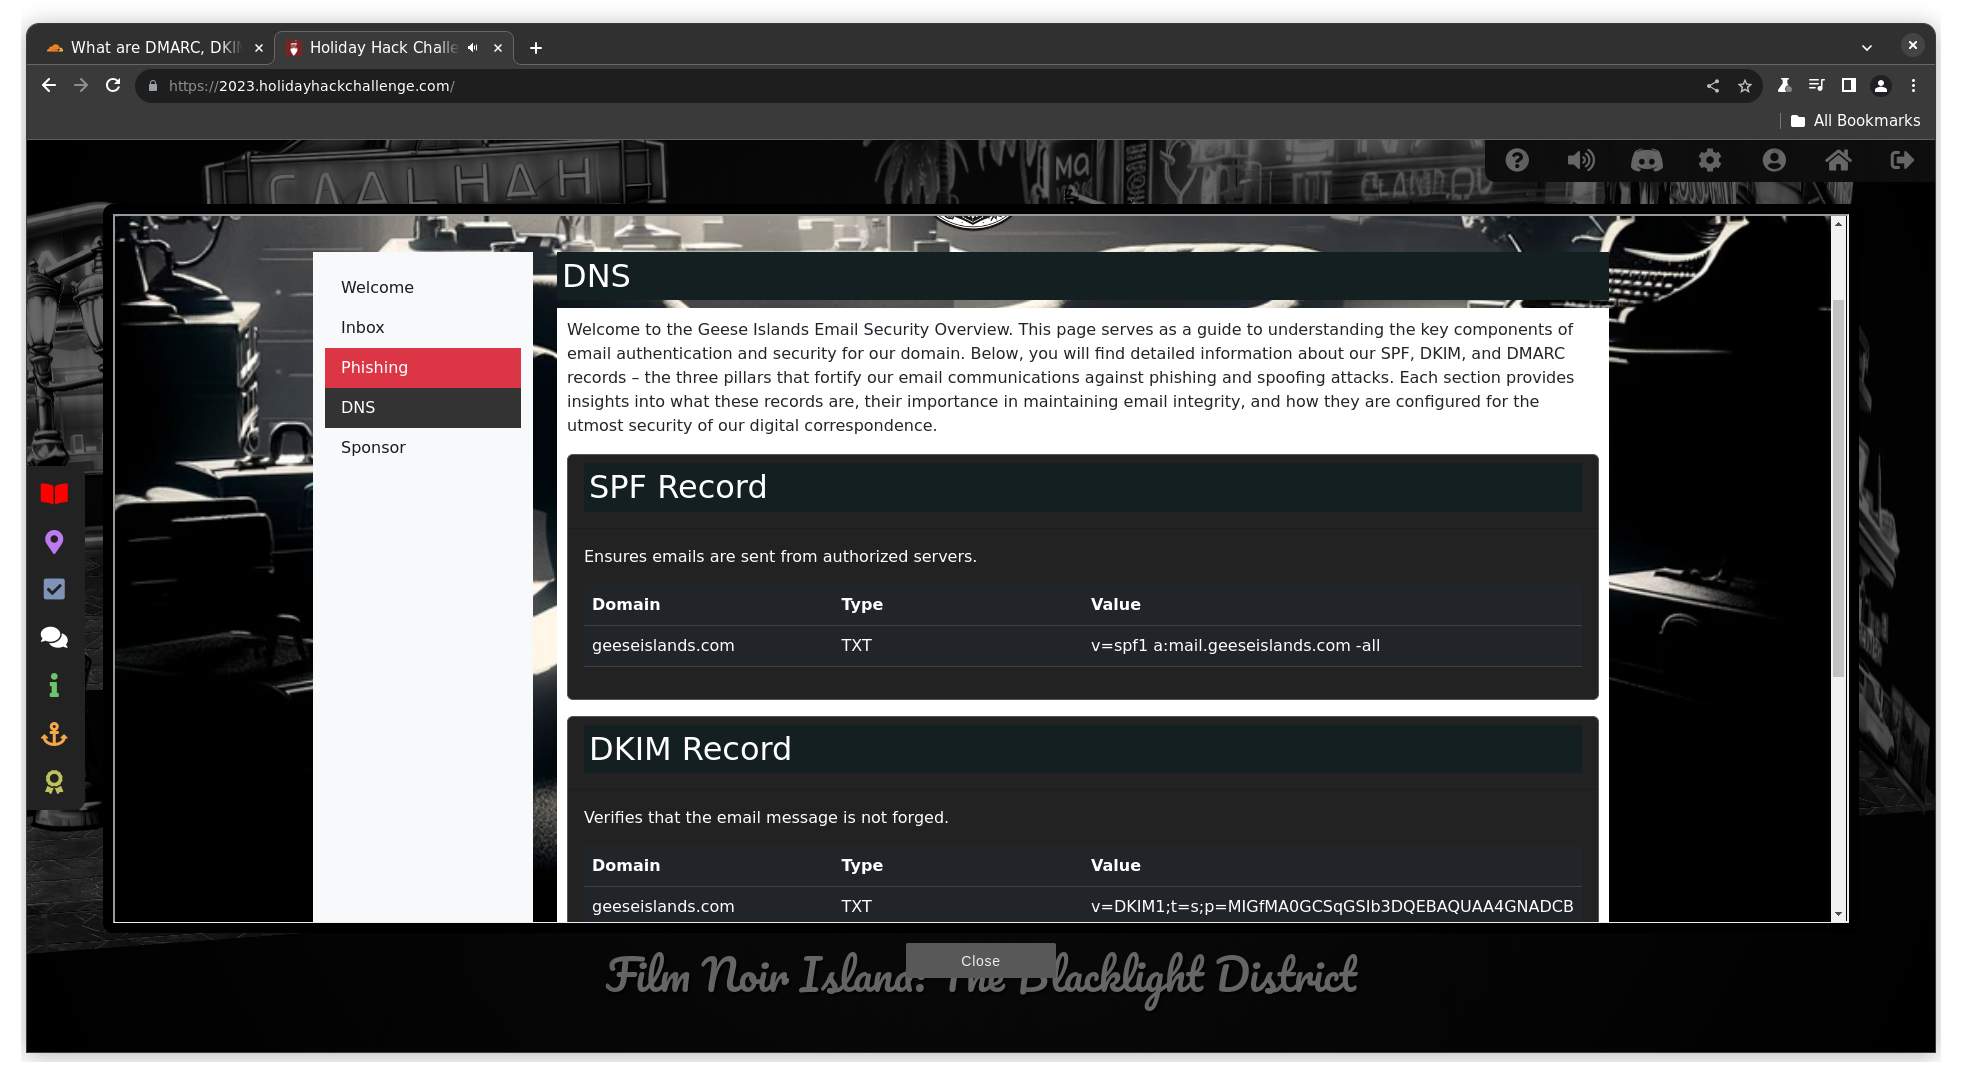 What are DMARC, DKI
Holiday Hack Challe
https://2023.holidayhackchallenge.com/
All Bookmarks
Welcome
Inbox
Phishing
DNS
Sponsor
DNS
Welcome to the Geese Islands Email Security Overview. This page serves as a guide to understanding the key components of
email authentication and security for our domain. Below, you will find detailed information about our SPF, DKIM, and DMARC
records – the three pillars that fortify our email communications against phishing and spoofing attacks. Each section provides
insights into what these records are, their importance in maintaining email integrity, and how they are configured for the
utmost security of our digital correspondence.
SPF Record
Ensures emails are sent from authorized servers.
Domain Type Value
geeseislands.com TXT v=spf1 a:mail.geeseislands.com -all
DKIM Record
Verifies that the email message is not forged.
Domain Type Value
geeseislands.com TXT v=DKIM1;t=s;p=MIGfMA0GCSqGSIb3DQEBAQUAA4GNADCB
Close
Film Noir Island: The Blacklight District